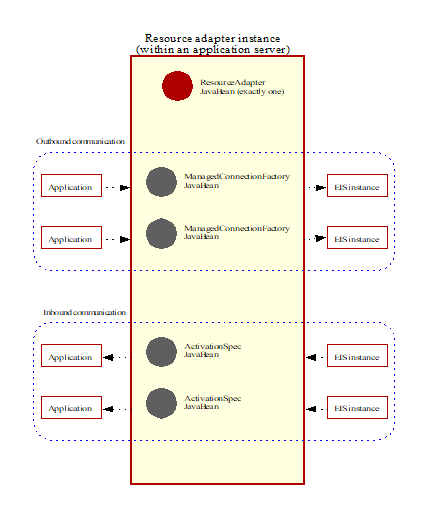 Resource adapter instance
(within an application server)
ResourceAdapter
JavaBean (exactly one)
Outbound communication
Application
ManagedConnectionFactory
JavaBean
EIS instance
Application
ManagedConnectionFactory
JavaBean
EIS instance
Inbound communication
Application
ActivationSpec
JavaBean
EIS instance
Application
ActivationSpec
JavaBean
EIS instance